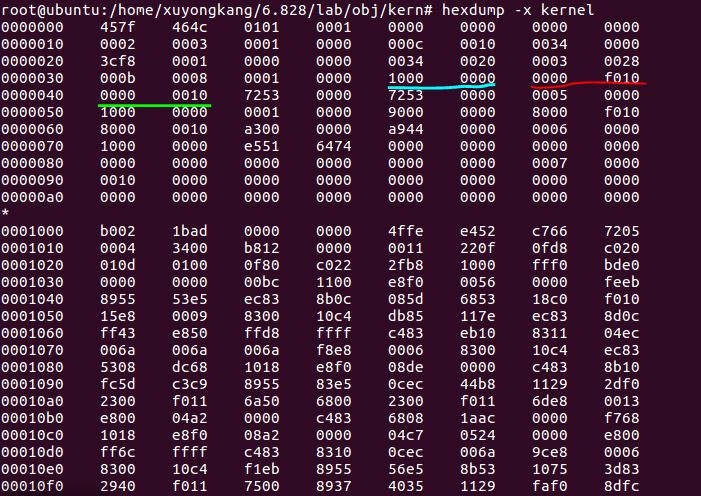 root@ubuntu:/home/xuyongkang/6.828/lab/obj/kern# hexdump -x kernel
0000000 457f 464c 0101 0001 0000 0000 0000 0000
0000010 0002 0003 0001 0000 000c 0010 0034 0000
0000020 3cf8 0001 0000 0000 0034 0020 0003 0028
0000030 000b 0008 0001 0000 1000 0000 0000 f010
0000040 0000 0010 7253 0000 7253 0000 0005 0000
0000050 1000 0000 0001 0000 9000 0000 8000 f010
0000060 8000 0010 a300 0000 a944 0000 0006 0000
0000070 1000 0000 e551 6474 0000 0000 0000 0000
0000080 0000 0000 0000 0000 0000 0000 0007 0000
0000090 0010 0000 0000 0000 0000 0000 0000 0000
00000a0 0000 0000 0000 0000 0000 0000 0000 0000
*
0001000 b002 1bad 0000 0000 4ffe e452 c766 7205
0001010 0004 3400 b812 0000 0011 220f 0fd8 c020
0001020 010d 0100 0f80 c022 2fb8 1000 fff0 bde0
0001030 0000 0000 00bc 1100 e8f0 0056 0000 feeb
0001040 8955 53e5 ec83 8b0c 085d 6853 18c0 f010
0001050 15e8 0009 8300 10c4 db85 117e ec83 8d0c
0001060 ff43 e850 ffd8 ffff c483 eb10 8311 04ec
0001070 006a 006a 006a f8e8 0006 8300 10c4 ec83
0001080 5308 dc68 1018 e8f0 08de 0000 c483 8b10
0001090 fc5d c3c9 8955 83e5 0cec 44b8 1129 2df0
00010a0 2300 f011 6a50 6800 2300 f011 6de8 0013
00010b0 e800 04a2 0000 c483 6808 1aac 0000 f768
00010c0 1018 e8f0 08a2 0000 04c7 0524 0000 e800
00010d0 ff6c ffff c483 8310 0cec 006a 9ce8 0006
00010e0 8300 10c4 f1eb 8955 56e5 8b53 1075 3d83
00010f0 2940 f011 7500 8937 4035 1129 faf0 8dfc